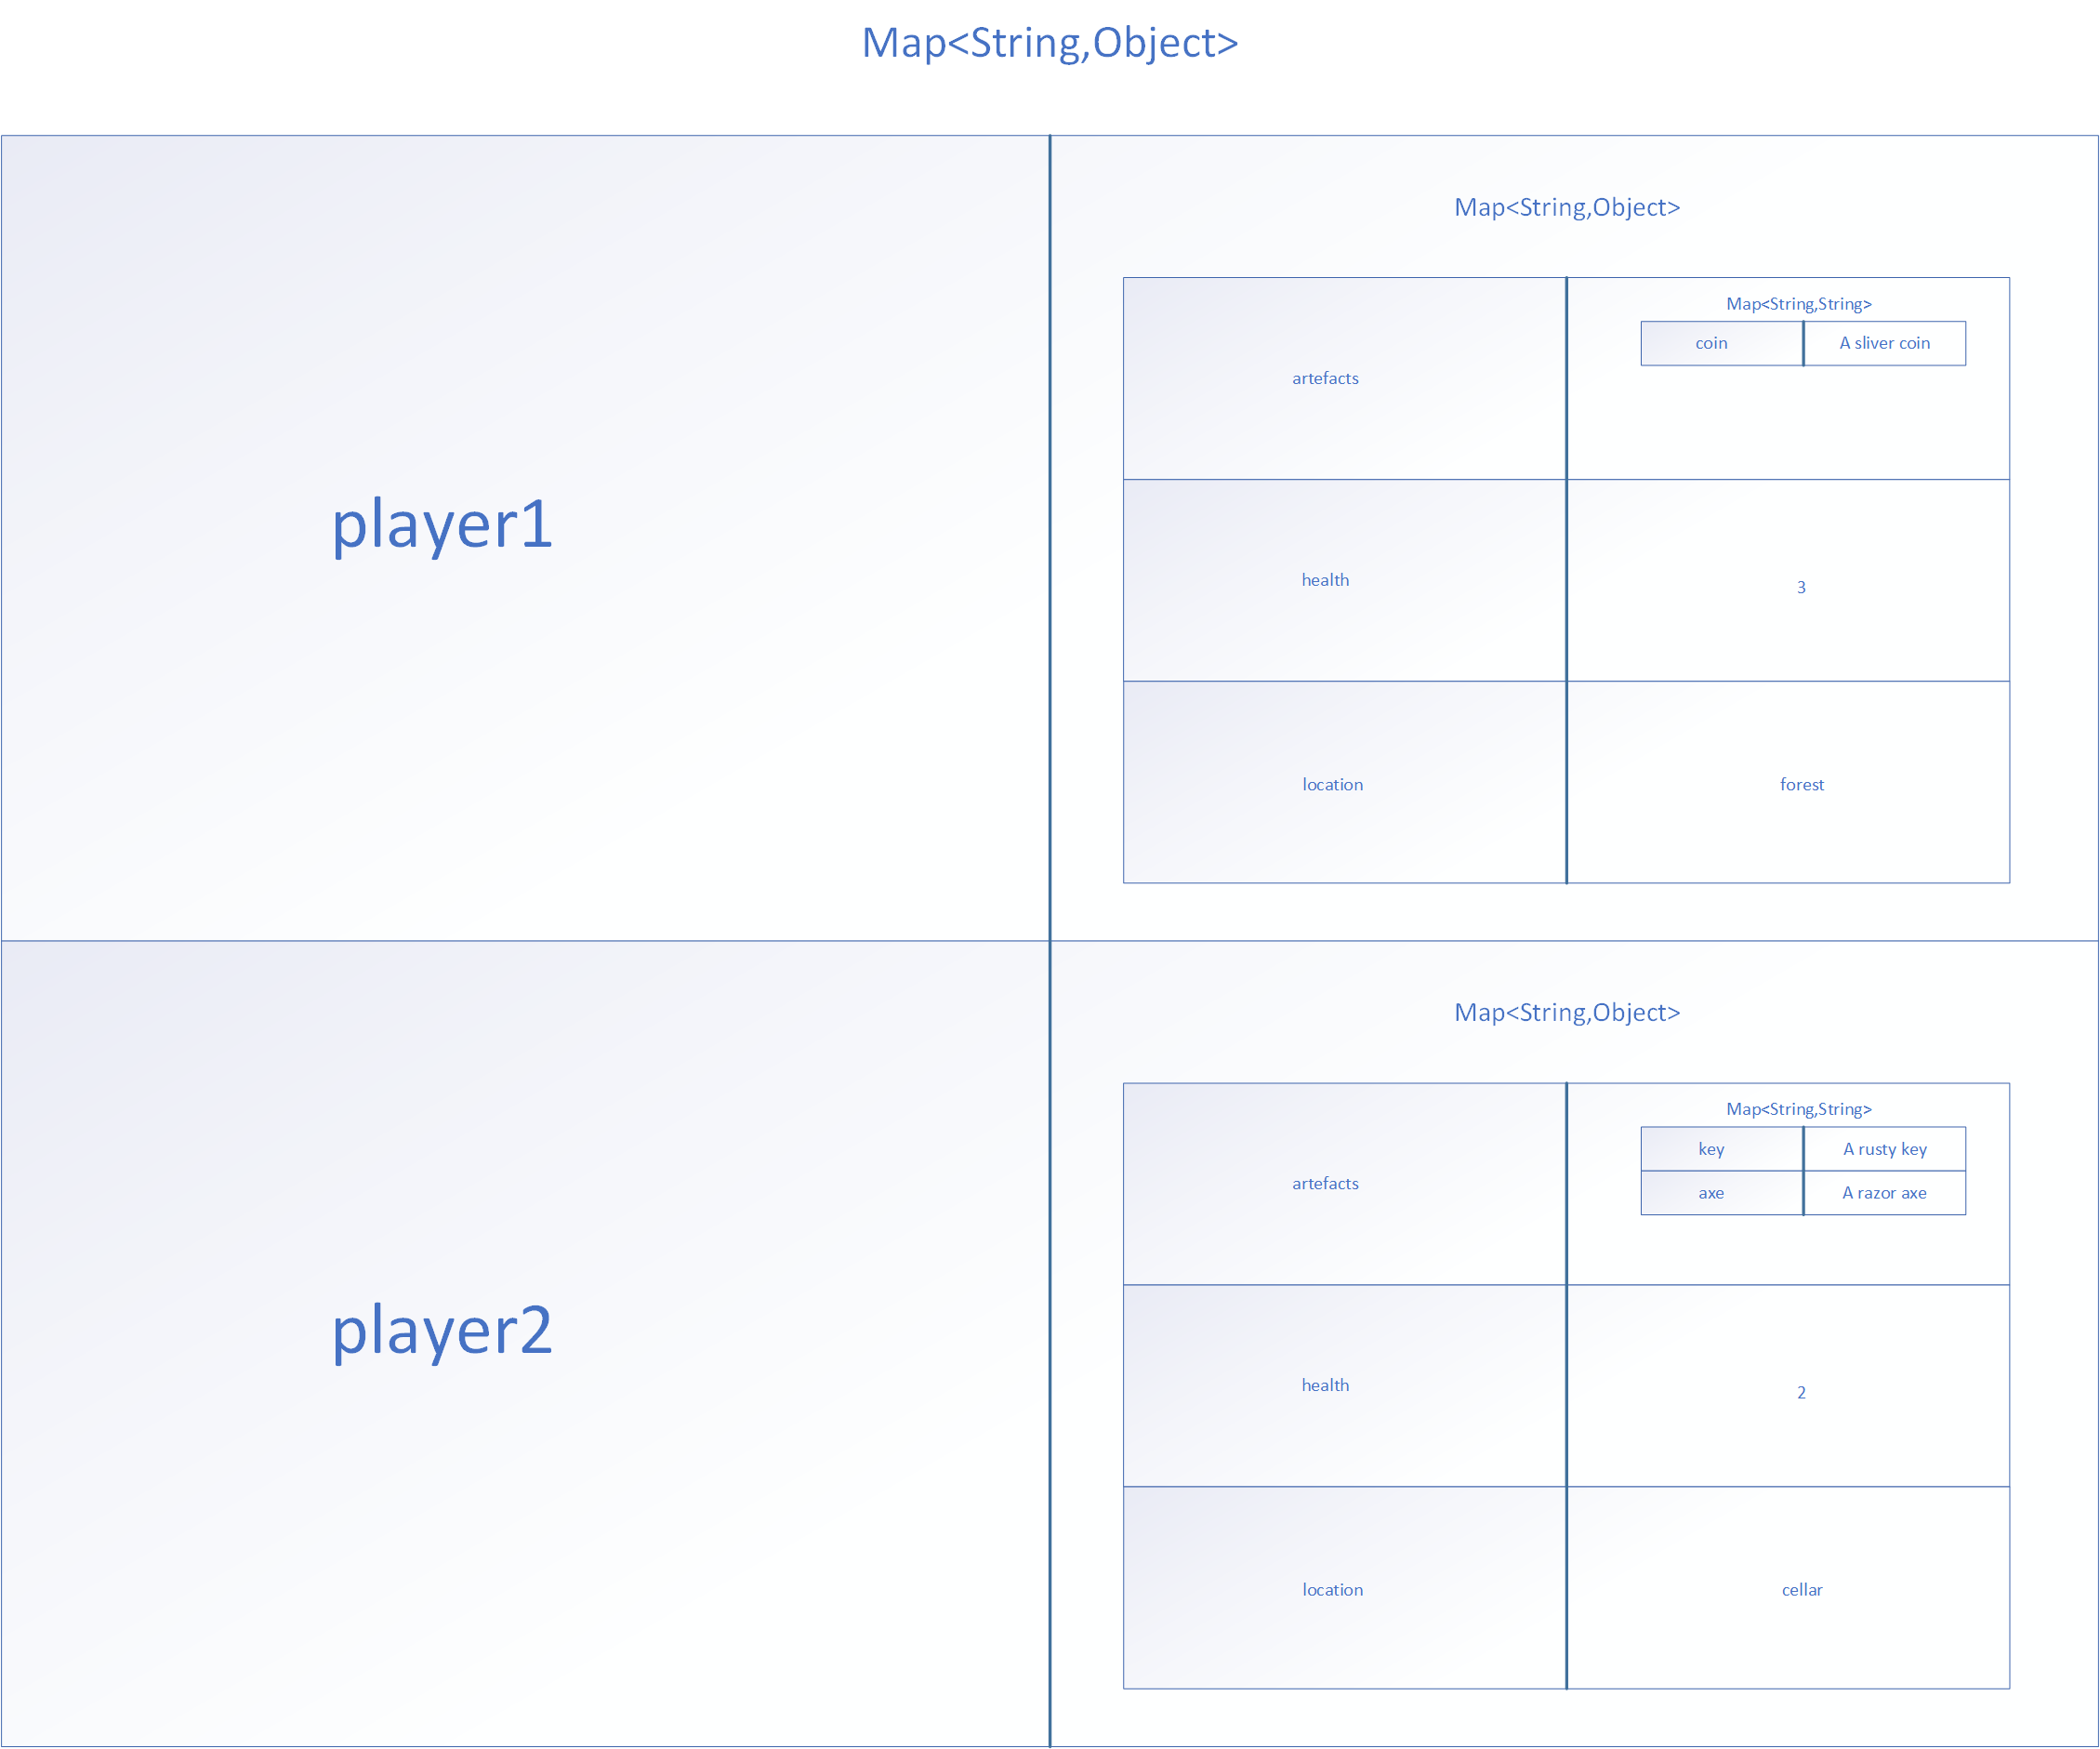 Map<String,Object>
player1
Map<String,Object>
artefacts
Map<String,String>
coin
A sliver coin
health
3
location
forest
player2
Map<String,Object>
artefacts
Map<String,String>
key
A rusty key
axe
A razor axe
health
2
location
cellar